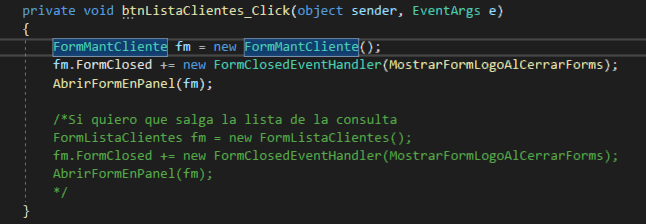 private void btnListaClientes_Click(object sender, EventArgs e)
{
FormMantCliente fm = new FormMantCliente();
fm.FormClosed += new FormClosedEventHandler(MostrarFormLogoAlCerrarForms);
AbrirFormEnPanel(fm);
/*Si quiero que salga la lista de la consulta
FormListaClientes fm = new FormListaClientes();
fm.FormClosed += new FormClosedEventHandler(MostrarFormLogoAlCerrarForms);
AbrirFormEnPanel(fm);
*/
}